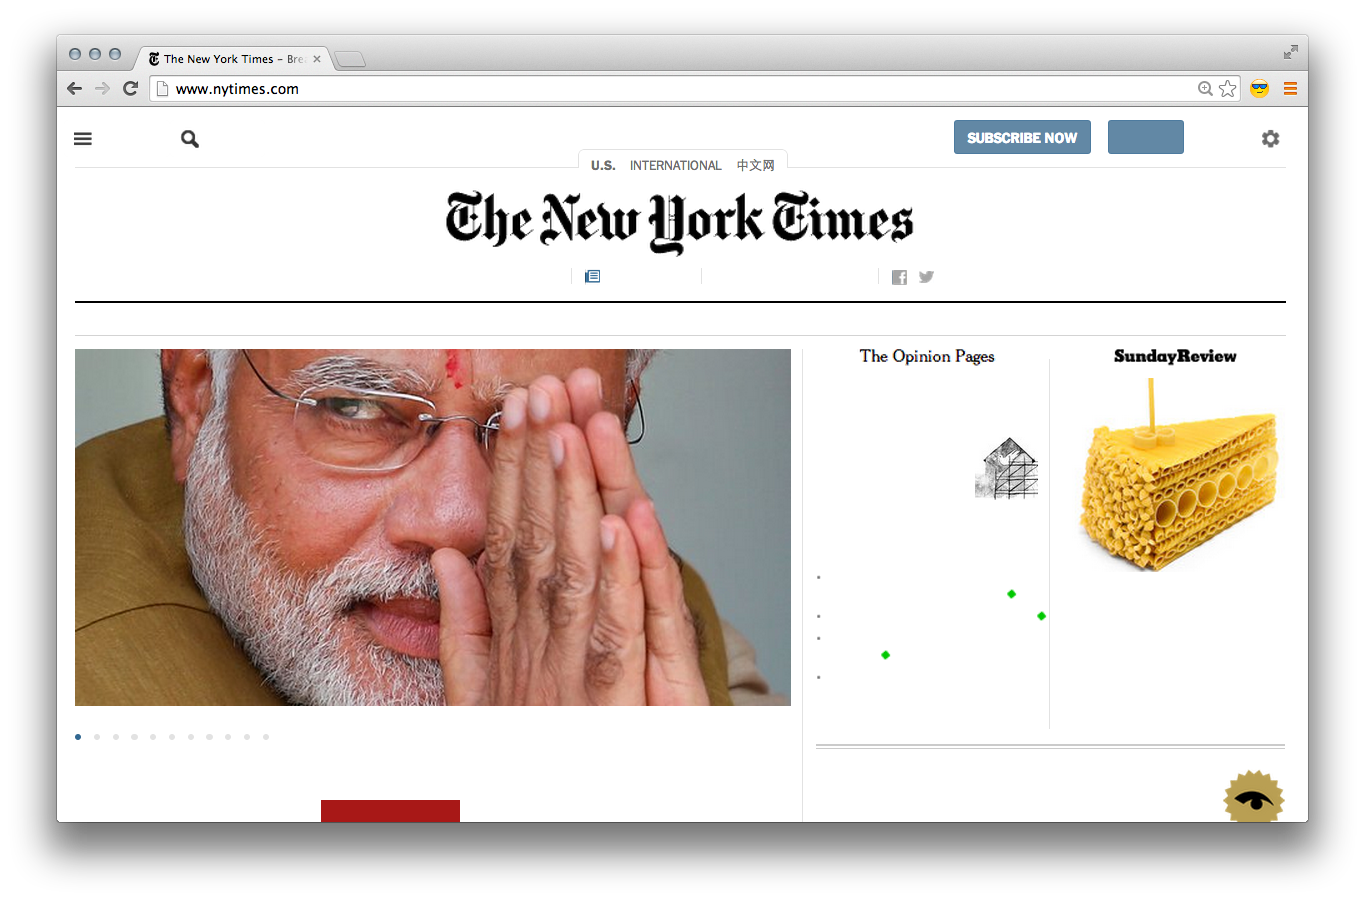 The New York Times – Bre
www.nytimes.com
SUBSCRIBE NOW
U.S. INTERNATIONAL 中文网
The New York Times
The Opinion Pages
SundayReview